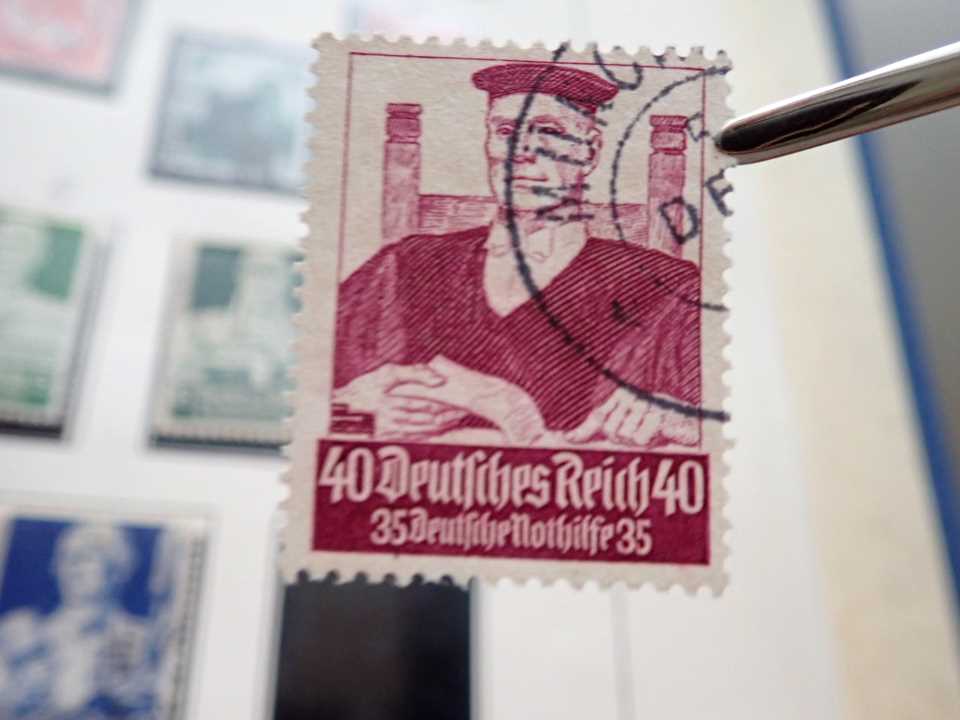 40 Deutsches Reich 40
35 Deutsche Nothilfe 35